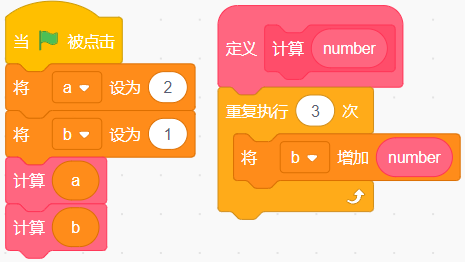 当 被点击
将 a 设为 2
将 b 设为 1
计算 a
计算 b
定义 计算 number
重复执行 3 次
将 b 增加 number